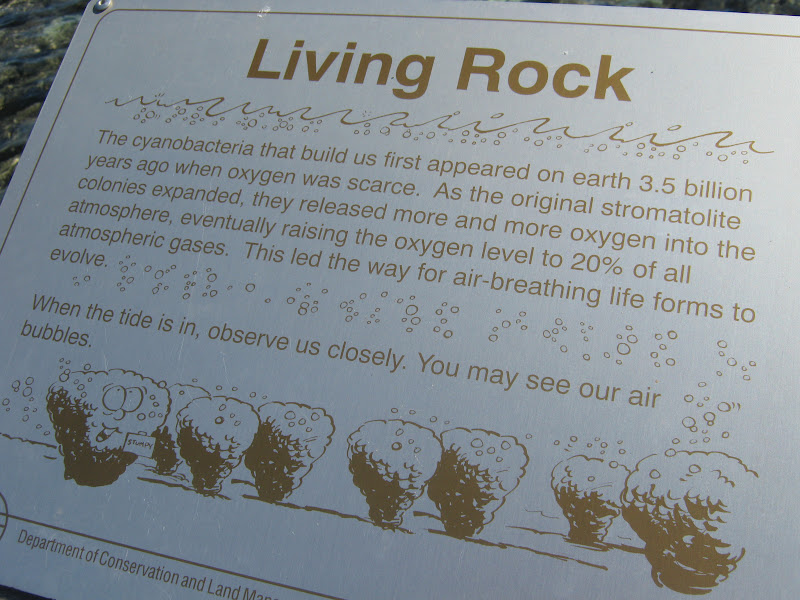 Living Rock
The cyanobacteria that build us first appeared on earth 3.5 billion
years ago when oxygen was scarce. As the original stromatolite
colonies expanded, they released more and more oxygen into the
atmosphere, eventually raising the oxygen level to 20% of all
atmospheric gases. This led the way for air-breathing life forms to
evolve.
When the tide is in, observe us closely. You may see our air
bubbles.
STUMPY
Department of Conservation and Land